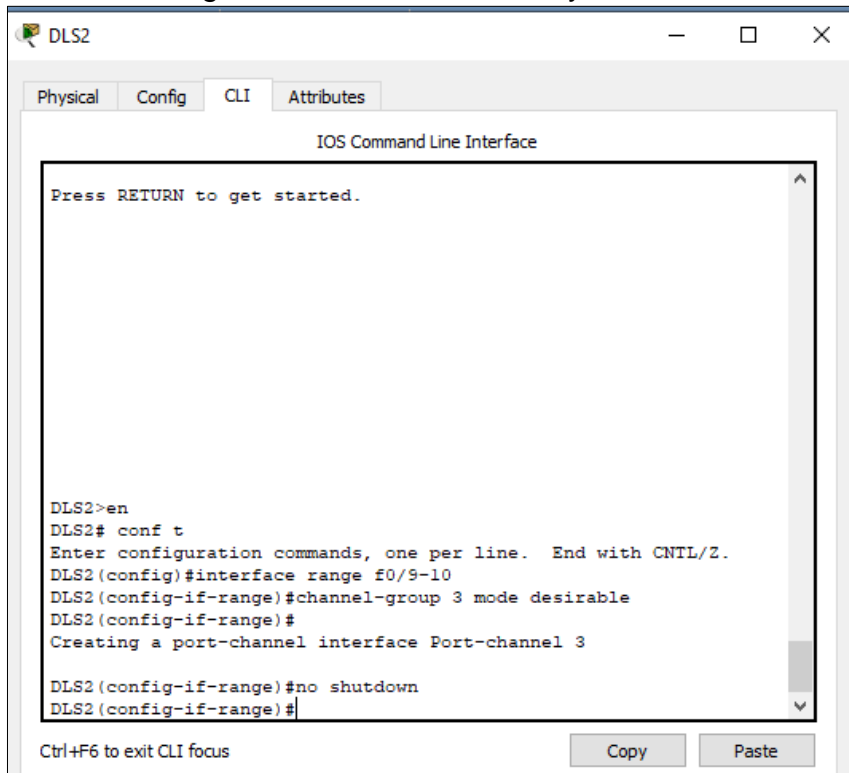 DLS2
Physical Config CLI Attributes
IOS Command Line Interface
Press RETURN to get started.
DLS2>en
DLS2# conf t
Enter configuration commands, one per line.  End with CNTL/Z.
DLS2(config)#interface range f0/9-10
DLS2(config-if-range)#channel-group 3 mode desirable
DLS2(config-if-range)#
Creating a port-channel interface Port-channel 3
DLS2(config-if-range)#no shutdown
DLS2(config-if-range)#
Ctrl+F6 to exit CLI focus
Copy Paste